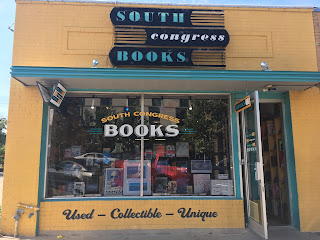 SOUTH
congress
BOOKS
SOUTH CONGRESS
BOOKS
Used – Collectible – Unique